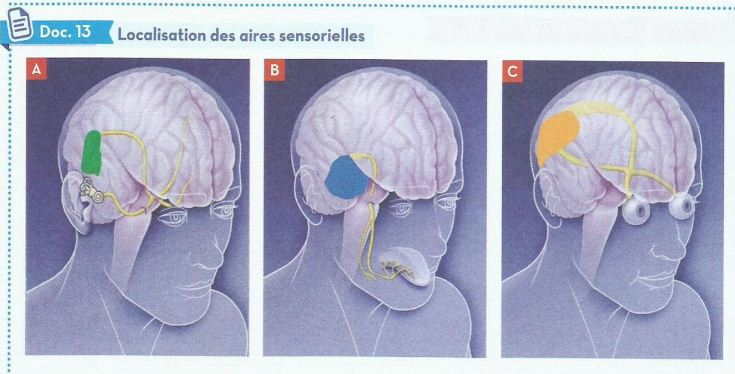 Doc. 13 Localisation des aires sensorielles
A
B
C